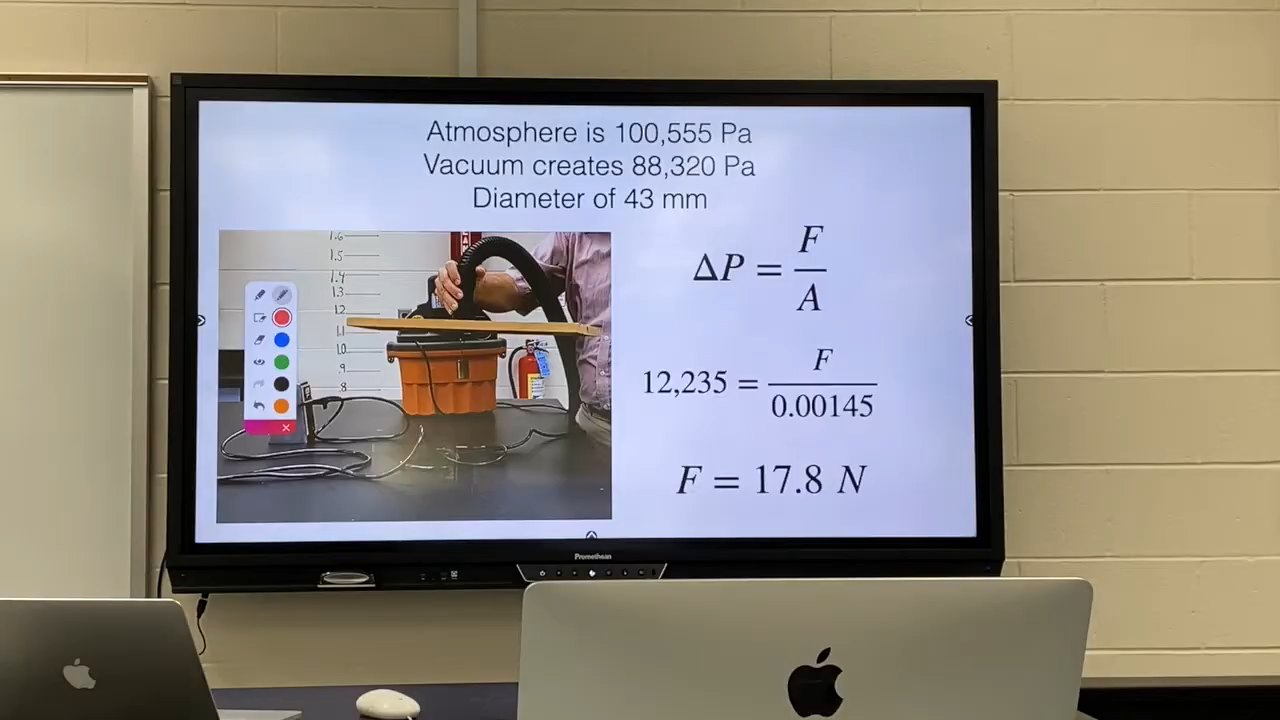 Atmosphere is 100,555 Pa
Vacuum creates 88,320 Pa
Diameter of 43 mm
1.6
1.5
1.4
1.3
1.2
1.1
1.0
.9
.8
ΔP = F/A
12,235 = F/0.00145
F = 17.8 N
Promethean